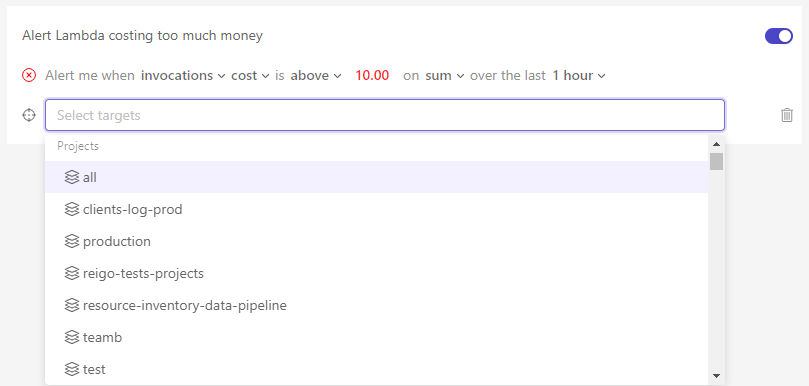 Alert Lambda costing too much money
Alert me when invocations cost is above 10.00 on sum over the last 1 hour
Select targets
Projects
all
clients-log-prod
production
reigo-tests-projects
resource-inventory-data-pipeline
teamb
test